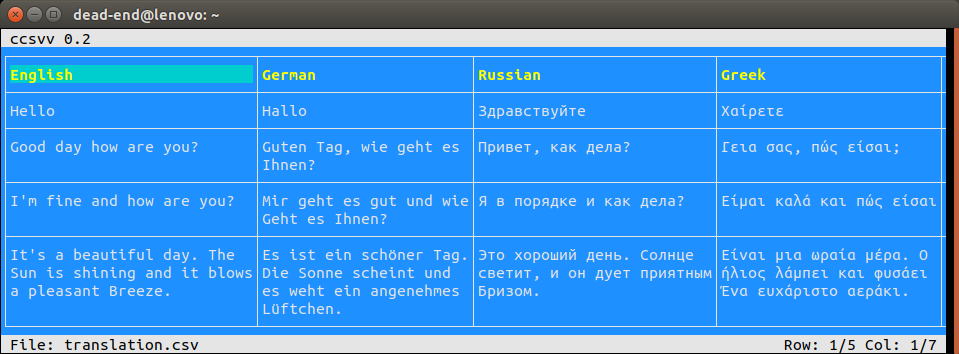 dead-end@lenovo: ~
ccsvv 0.2
English German Russian Greek
Hello Hallo Здравствуйте Χαίρετε
Good day how are you? Guten Tag, wie geht es Ihnen? Привет, как дела? Γεια σας, πώς είσαι;
I'm fine and how are you? Mir geht es gut und wie Geht es Ihnen? Я в порядке и как дела? Είμαι καλά και πώς είσαι
It's a beautiful day. The
Sun is shining and it blows
a pleasant Breeze.
Es ist ein schöner Tag.
Die Sonne scheint und
es weht ein angenehmes
Lüftchen.
Это хороший день. Солнце
светит, и он дует приятным
Бризом.
Είναι μια ωραία μέρα. Ο
ήλιος λάμπει και φυσάει
Ένα ευχάριστο αεράκι.
File: translation.csv Row: 1/5 Col: 1/7